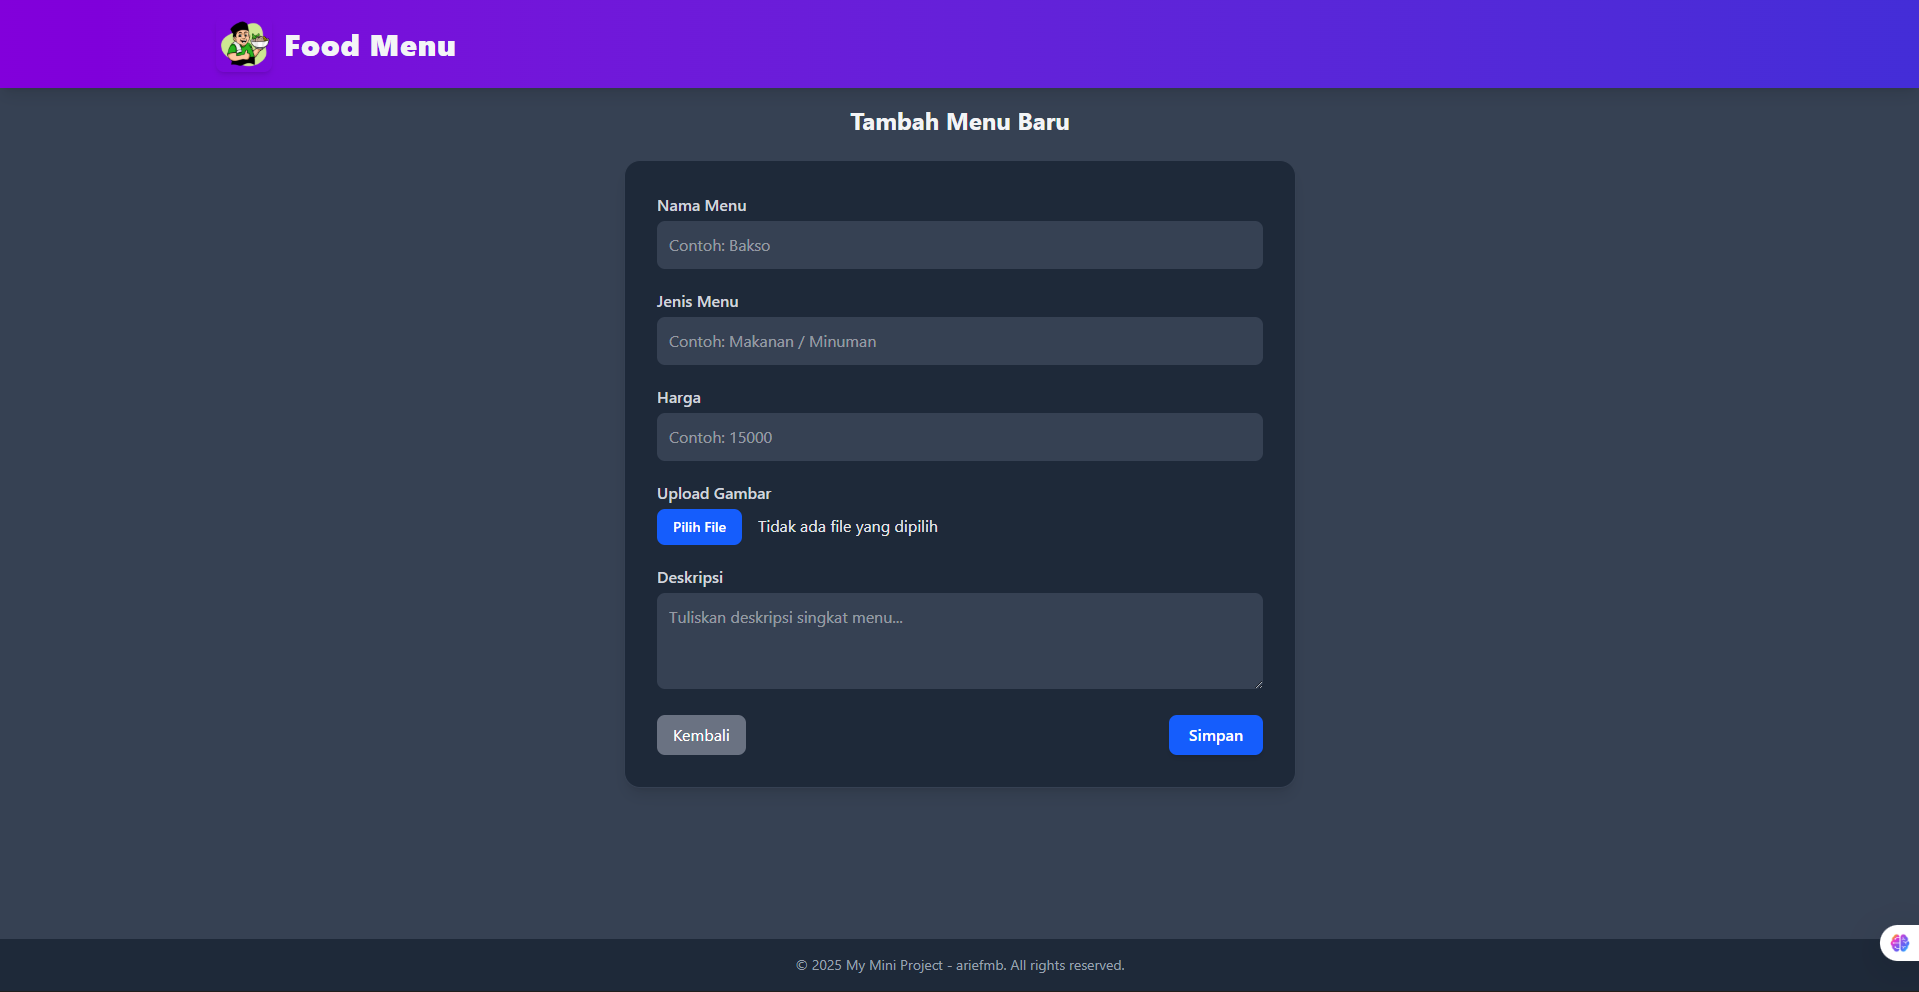 Food Menu
Tambah Menu Baru
Nama Menu
Contoh: Bakso
Jenis Menu
Contoh: Makanan / Minuman
Harga
Contoh: 15000
Upload Gambar
Pilih File Tidak ada file yang dipilih
Deskripsi
Tuliskan deskripsi singkat menu...
Kembali Simpan
© 2025 My Mini Project - ariefmb. All rights reserved.